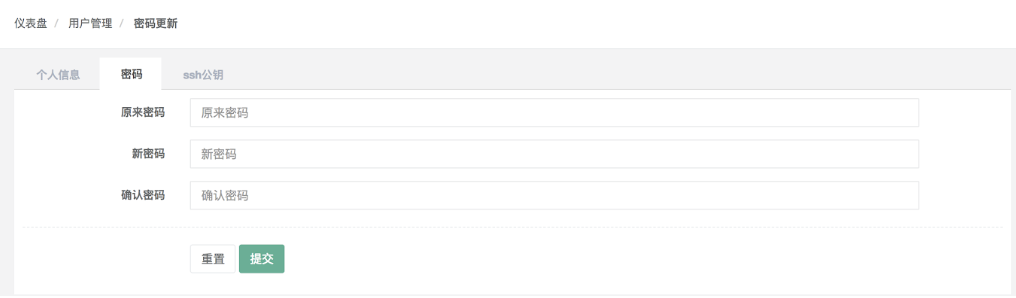 仪表盘 / 用户管理 / 密码更新
个人信息 密码 ssh公钥
原来密码 原来密码
新密码 新密码
确认密码 确认密码
重置 提交